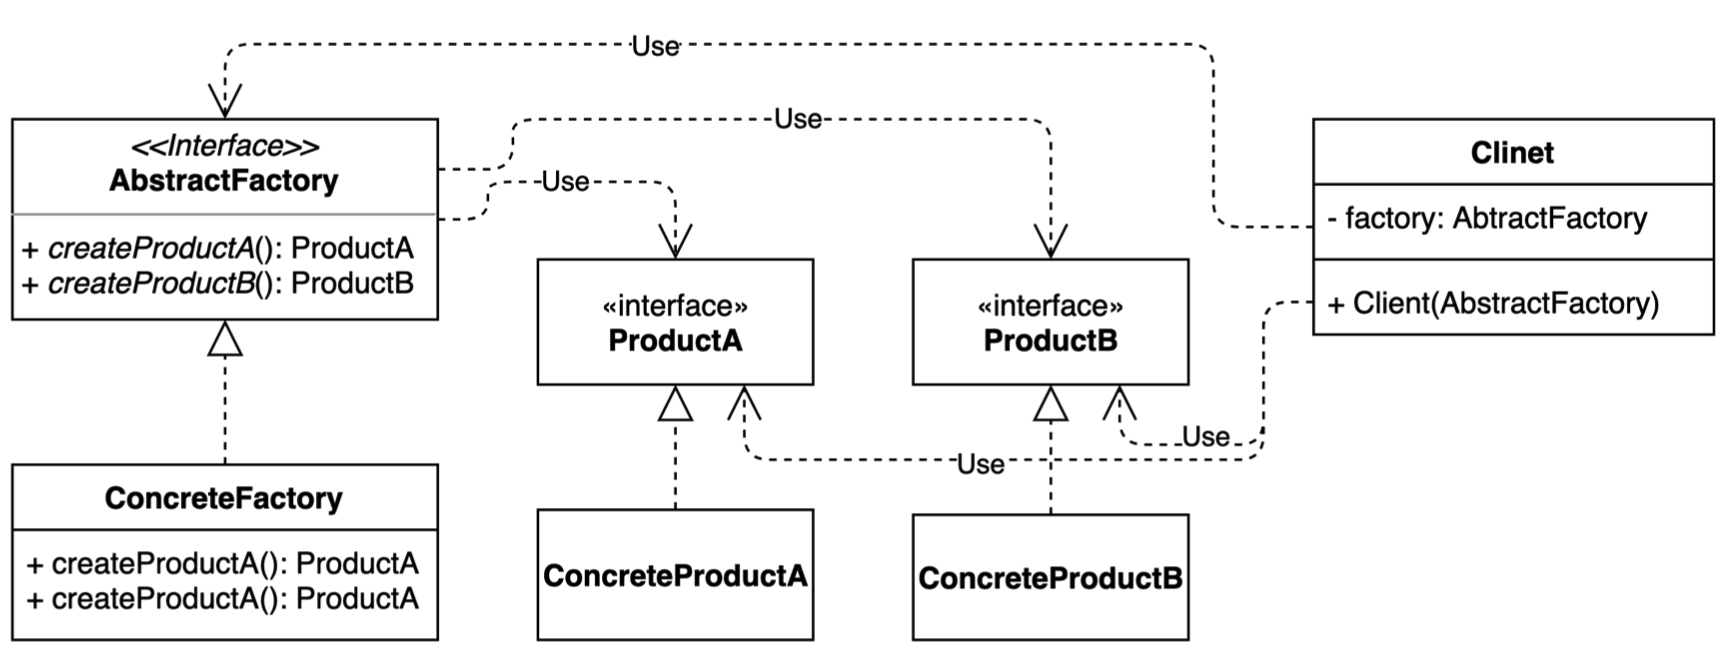 Use
Use
Use
<<Interface>>
AbstractFactory
+ createProductA(): ProductA
+ createProductB(): ProductB
«interface»
ProductA
«interface»
ProductB
Clinet
- factory: AbtractFactory
+ Client(AbstractFactory)
Use
Use
ConcreteFactory
+ createProductA(): ProductA
+ createProductA(): ProductA
ConcreteProductA
ConcreteProductB